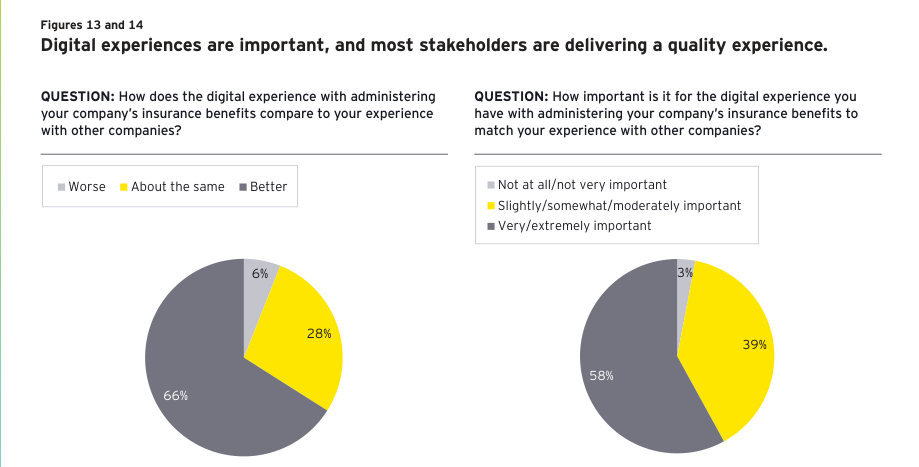 Figures 13 and 14
Digital experiences are important, and most stakeholders are delivering a quality experience.
QUESTION: How does the digital experience with administering
your company's insurance benefits compare to your experience
with other companies?
Worse About the same Better
6%
28%
66%
QUESTION: How important is it for the digital experience you
have with administering your company's insurance benefits to
match your experience with other companies?
Not at all/not very important
Slightly/somewhat/moderately important
Very/extremely important
3%
39%
58%